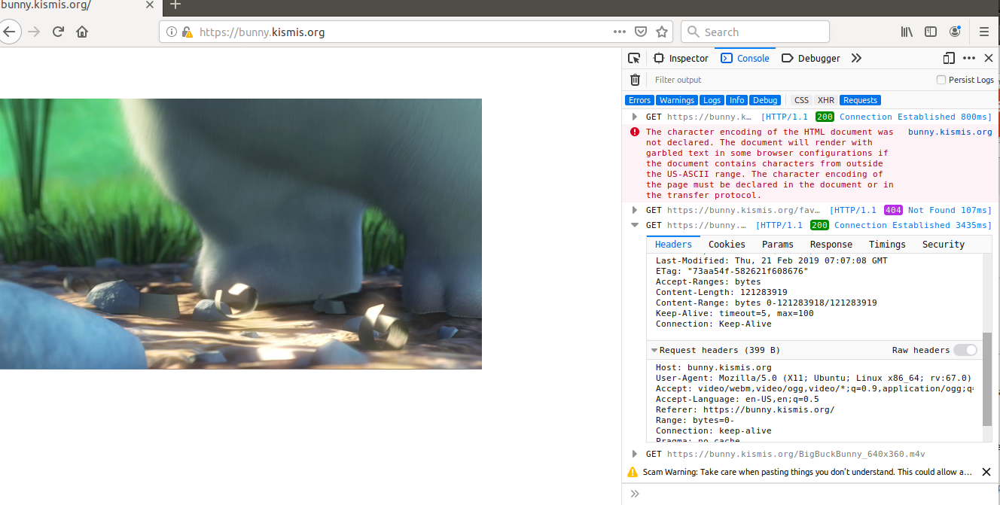 bunny.kismis.org/
https://bunny.kismis.org
Search
Inspector Console Debugger
Filter output Persist Logs
Errors Warnings Logs Info Debug CSS XHR Requests
GET https://bunny.k… [HTTP/1.1 200 Connection Established 800ms]
The character encoding of the HTML document was bunny.kismis.org
not declared. The document will render with
garbled text in some browser configurations if
the document contains characters from outside
the US-ASCII range. The character encoding of
the page must be declared in the document or in
the transfer protocol.
GET https://bunny.kismis.org/fav… [HTTP/1.1 404 Not Found 107ms]
GET https://bunny.… [HTTP/1.1 200 Connection Established 3435ms]
Headers Cookies Params Response Timings Security
Last-Modified: Thu, 21 Feb 2019 07:07:08 GMT
ETag: "73aa54f-582621f608676"
Accept-Ranges: bytes
Content-Length: 121283919
Content-Range: bytes 0-121283918/121283919
Keep-Alive: timeout=5, max=100
Connection: Keep-Alive
Request headers (399 B) Raw headers
Host: bunny.kismis.org
User-Agent: Mozilla/5.0 (X11; Ubuntu; Linux x86_64; rv:67.0)
Accept: video/webm,video/ogg,video/*;q=0.9,application/ogg;q=
Accept-Language: en-US,en;q=0.5
Referer: https://bunny.kismis.org/
Range: bytes=0-
Connection: keep-alive
Pragma: no-cache
GET https://bunny.kismis.org/BigBuckBunny_640x360.m4v
Scam Warning: Take care when pasting things you don't understand. This could allow a…